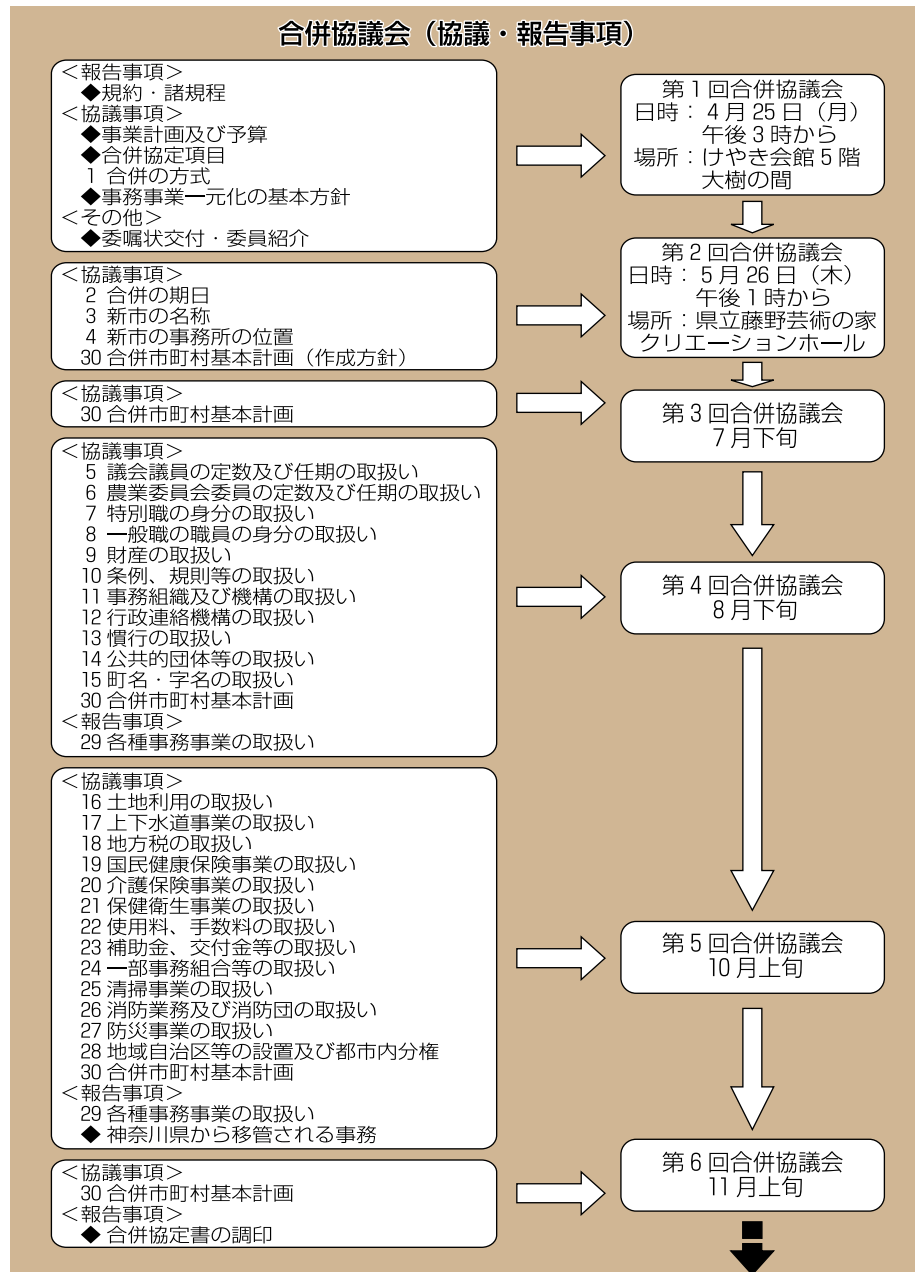 合併協議会（協議・報告事項）
＜報告事項＞
◆規約・諸規程
＜協議事項＞
◆事業計画及び予算
◆合併協定項目
1 合併の方式
◆事務事業一元化の基本方針
＜その他＞
◆委嘱状交付・委員紹介
第1回合併協議会
日時：4月25日（月）
午後3時から
場所：けやき会館5階
大樹の間
＜協議事項＞
2 合併の期日
3 新市の名称
4 新市の事務所の位置
30 合併市町村基本計画（作成方針）
第2回合併協議会
日時：5月26日（木）
午後1時から
場所：県立藤野芸術の家
クリエーションホール
＜協議事項＞
30 合併市町村基本計画
第3回合併協議会
7月下旬
＜協議事項＞
5 議会議員の定数及び任期の取扱い
6 農業委員会委員の定数及び任期の取扱い
7 特別職の身分の取扱い
8 一般職の職員の身分の取扱い
9 財産の取扱い
10 条例、規則等の取扱い
11 事務組織及び機構の取扱い
12 行政連絡機構の取扱い
13 慣行の取扱い
14 公共的団体等の取扱い
15 町名・字名の取扱い
30 合併市町村基本計画
＜報告事項＞
29 各種事務事業の取扱い
第4回合併協議会
8月下旬
＜協議事項＞
16 土地利用の取扱い
17 上下水道事業の取扱い
18 地方税の取扱い
19 国民健康保険事業の取扱い
20 介護保険事業の取扱い
21 保健衛生事業の取扱い
22 使用料、手数料の取扱い
23 補助金、交付金等の取扱い
24 一部事務組合等の取扱い
25 清掃事業の取扱い
26 消防業務及び消防団の取扱い
27 防災事業の取扱い
28 地域自治区等の設置及び都市内分権
30 合併市町村基本計画
＜報告事項＞
29 各種事務事業の取扱い
◆ 神奈川県から移管される事務
第5回合併協議会
10月上旬
＜協議事項＞
30 合併市町村基本計画
＜報告事項＞
◆ 合併協定書の調印
第6回合併協議会
11月上旬